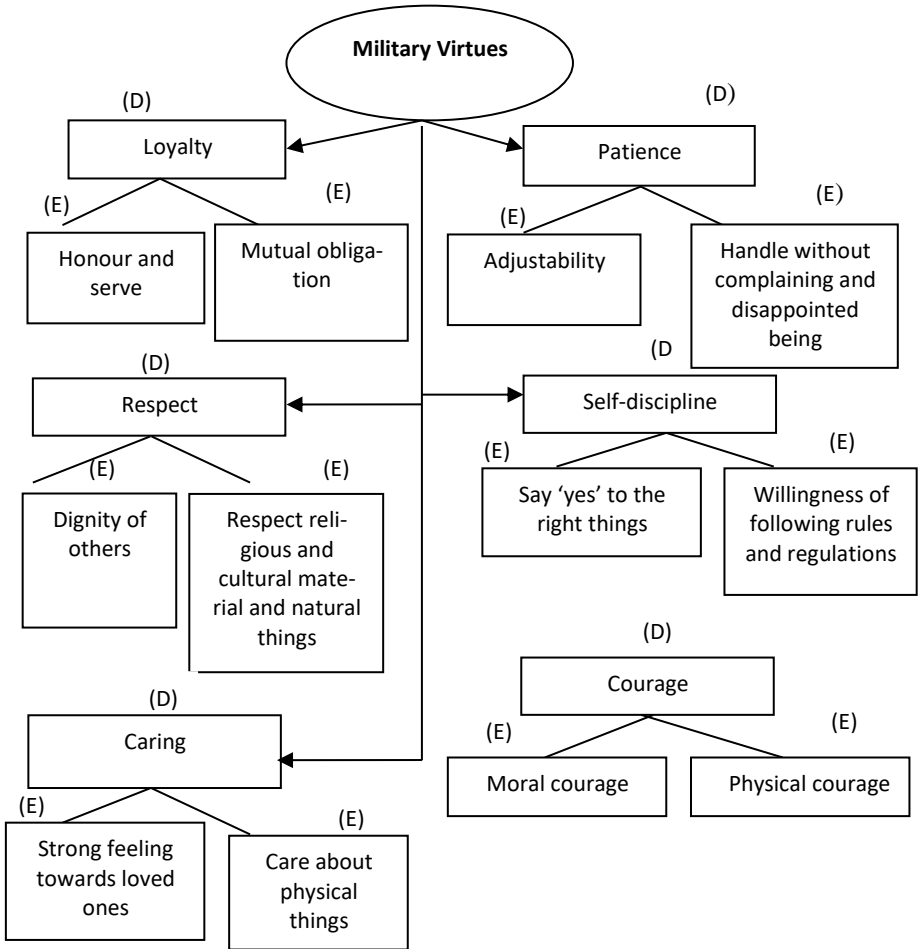 Military Virtues
(D)
Loyalty
(E)
Honour and
serve
(E)
Mutual obliga-
tion
(D)
Patience
(E)
Adjustability
(E)
Handle without
complaining and
disappointed
being
(D)
Respect
(E)
Dignity of
others
(E)
Respect reli-
gious and
cultural mate-
rial and natural
things
(D
Self-discipline
(E)
Say ‘yes’ to the
right things
(E)
Willingness of
following rules
and regulations
(D)
Caring
(E)
Strong feeling
towards loved
ones
(E)
Care about
physical
things
(D)
Courage
(E)
Moral courage
(E)
Physical courage